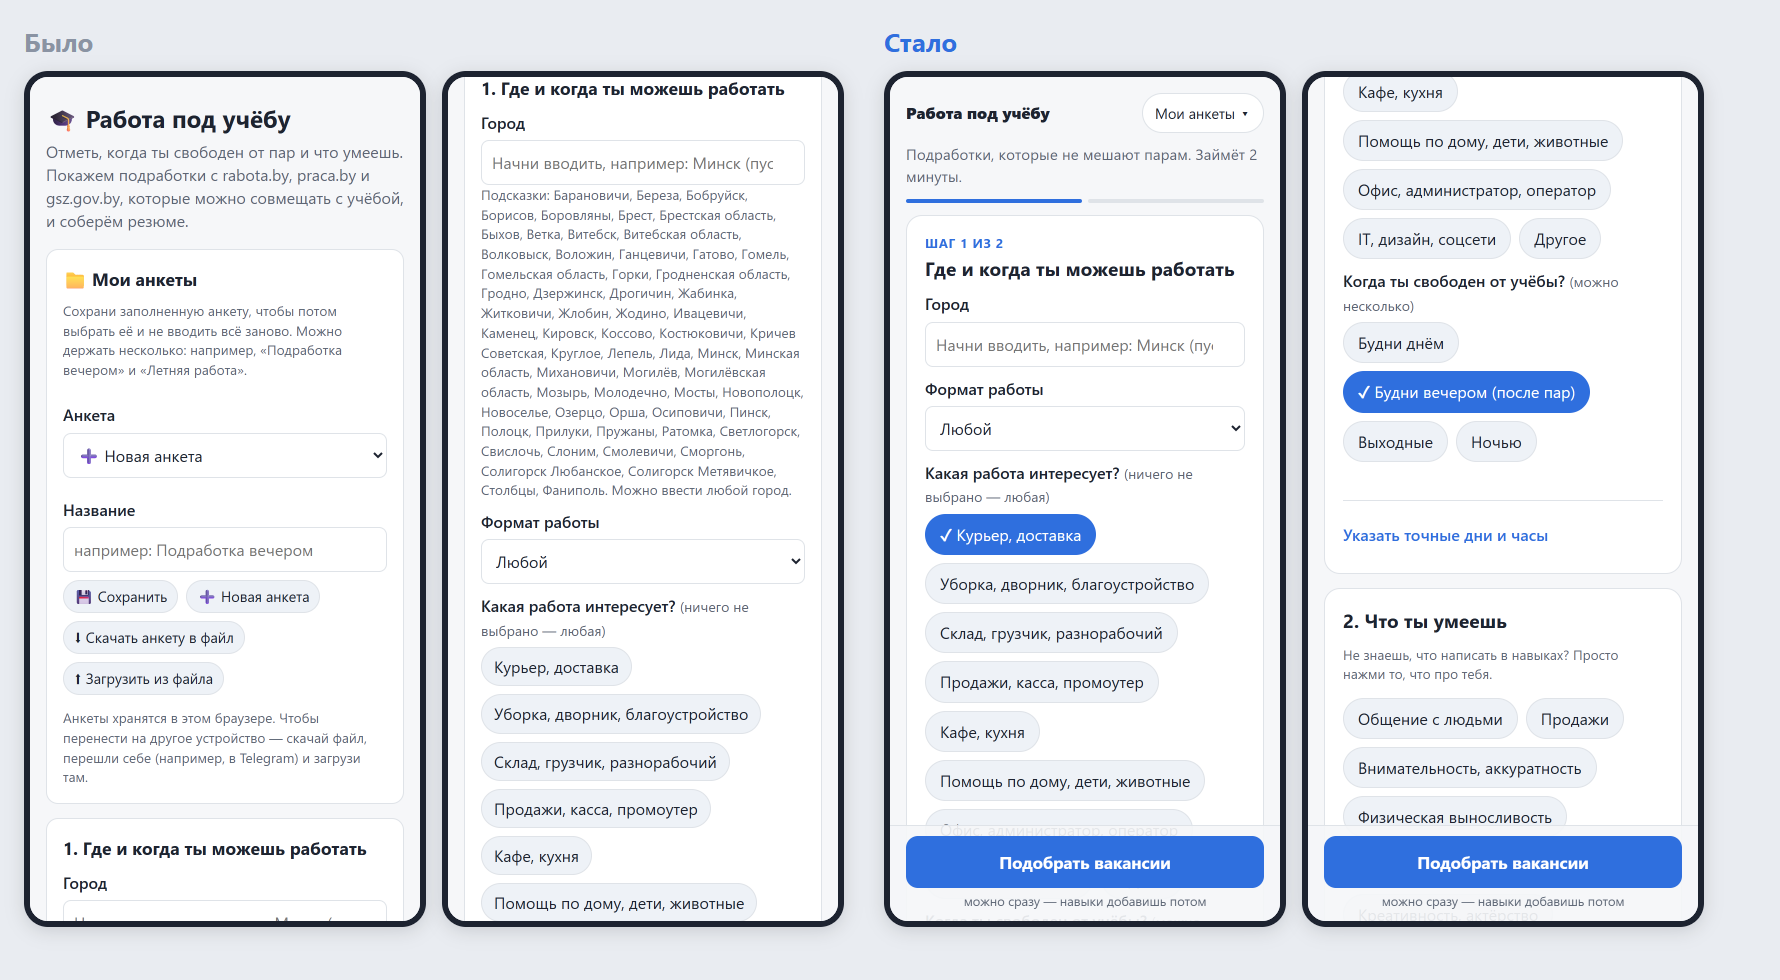 Было
🎓 Работа под учёбу
Отметь, когда ты свободен от пар и что умеешь.
Покажем подработки с rabota.by, praca.by и
gsz.gov.by, которые можно совмещать с учёбой,
и соберём резюме.
📁 Мои анкеты
Сохрани заполненную анкету, чтобы потом
выбрать её и не вводить всё заново. Можно
держать несколько: например, «Подработка
вечером» и «Летняя работа».
Анкета
➕ Новая анкета
Название
например: Подработка вечером
💾 Сохранить
➕ Новая анкета
⬇ Скачать анкету в файл
⬆ Загрузить из файла
Анкеты хранятся в этом браузере. Чтобы
перенести на другое устройство — скачай файл,
перешли себе (например, в Telegram) и загрузи
там.
1. Где и когда ты можешь работать
Город
1. Где и когда ты можешь работать
Город
Начни вводить, например: Минск (пус
Подсказки: Барановичи, Береза, Бобруйск,
Борисов, Боровляны, Брест, Брестская область,
Быхов, Ветка, Витебск, Витебская область,
Волковыск, Воложин, Ганцевичи, Гатово, Гомель,
Гомельская область, Горки, Гродненская область,
Гродно, Дзержинск, Дрогичин, Жабинка,
Житковичи, Жлобин, Жодино, Ивацевичи,
Каменец, Кировск, Коссово, Костюковичи, Кричев
Советская, Круглое, Лепель, Лида, Минск, Минская
область, Михановичи, Могилёв, Могилёвская
область, Мозырь, Молодечно, Мосты, Новополоцк,
Новоселье, Озерцо, Орша, Осиповичи, Пинск,
Полоцк, Прилуки, Пружаны, Ратомка, Светлогорск,
Свислочь, Слоним, Смолевичи, Сморгонь,
Солигорск Любанское, Солигорск Метявичкое,
Столбцы, Фаниполь. Можно ввести любой город.
Формат работы
Любой
Какая работа интересует? (ничего не
выбрано — любая)
Курьер, доставка
Уборка, дворник, благоустройство
Склад, грузчик, разнорабочий
Продажи, касса, промоутер
Кафе, кухня
Помощь по дому, дети, животные
Стало
Работа под учёбу
Мои анкеты ▾
Подработки, которые не мешают парам. Займёт 2
минуты.
ШАГ 1 ИЗ 2
Где и когда ты можешь работать
Город
Начни вводить, например: Минск (пус
Формат работы
Любой
Какая работа интересует? (ничего не
выбрано — любая)
✓ Курьер, доставка
Уборка, дворник, благоустройство
Склад, грузчик, разнорабочий
Продажи, касса, промоутер
Кафе, кухня
Помощь по дому, дети, животные
Офис, администратор, оператор
Подобрать вакансии
можно сразу — навыки добавишь потом
Кафе, кухня
Помощь по дому, дети, животные
Офис, администратор, оператор
IT, дизайн, соцсети
Другое
Когда ты свободен от учёбы? (можно
несколько)
Будни днём
✓ Будни вечером (после пар)
Выходные
Ночью
Указать точные дни и часы
2. Что ты умеешь
Не знаешь, что написать в навыках? Просто
нажми то, что про тебя.
Общение с людьми
Продажи
Внимательность, аккуратность
Физическая выносливость
Подобрать вакансии
можно сразу — навыки добавишь потом
Креативность, актёрство